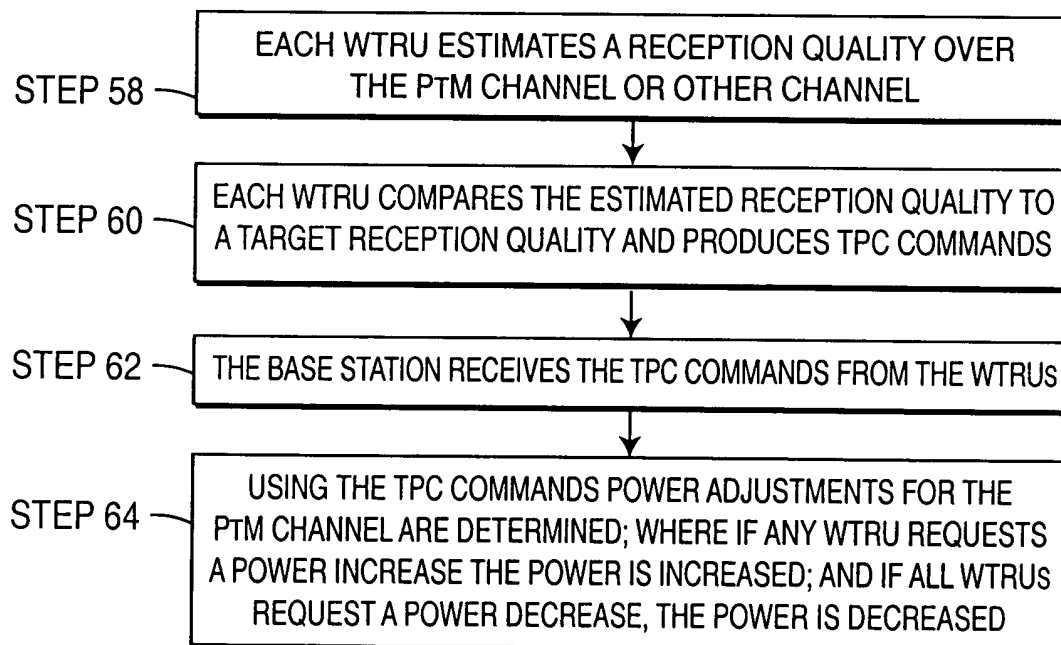 STEP 58
EACH WTRU ESTIMATES A RECEPTION QUALITY OVER
THE PTM CHANNEL OR OTHER CHANNEL
STEP 60
EACH WTRU COMPARES THE ESTIMATED RECEPTION QUALITY TO
A TARGET RECEPTION QUALITY AND PRODUCES TPC COMMANDS
STEP 62
THE BASE STATION RECEIVES THE TPC COMMANDS FROM THE WTRUs
STEP 64
USING THE TPC COMMANDS POWER ADJUSTMENTS FOR THE
PTM CHANNEL ARE DETERMINED; WHERE IF ANY WTRU REQUESTS
A POWER INCREASE THE POWER IS INCREASED; AND IF ALL WTRUs
REQUEST A POWER DECREASE, THE POWER IS DECREASED